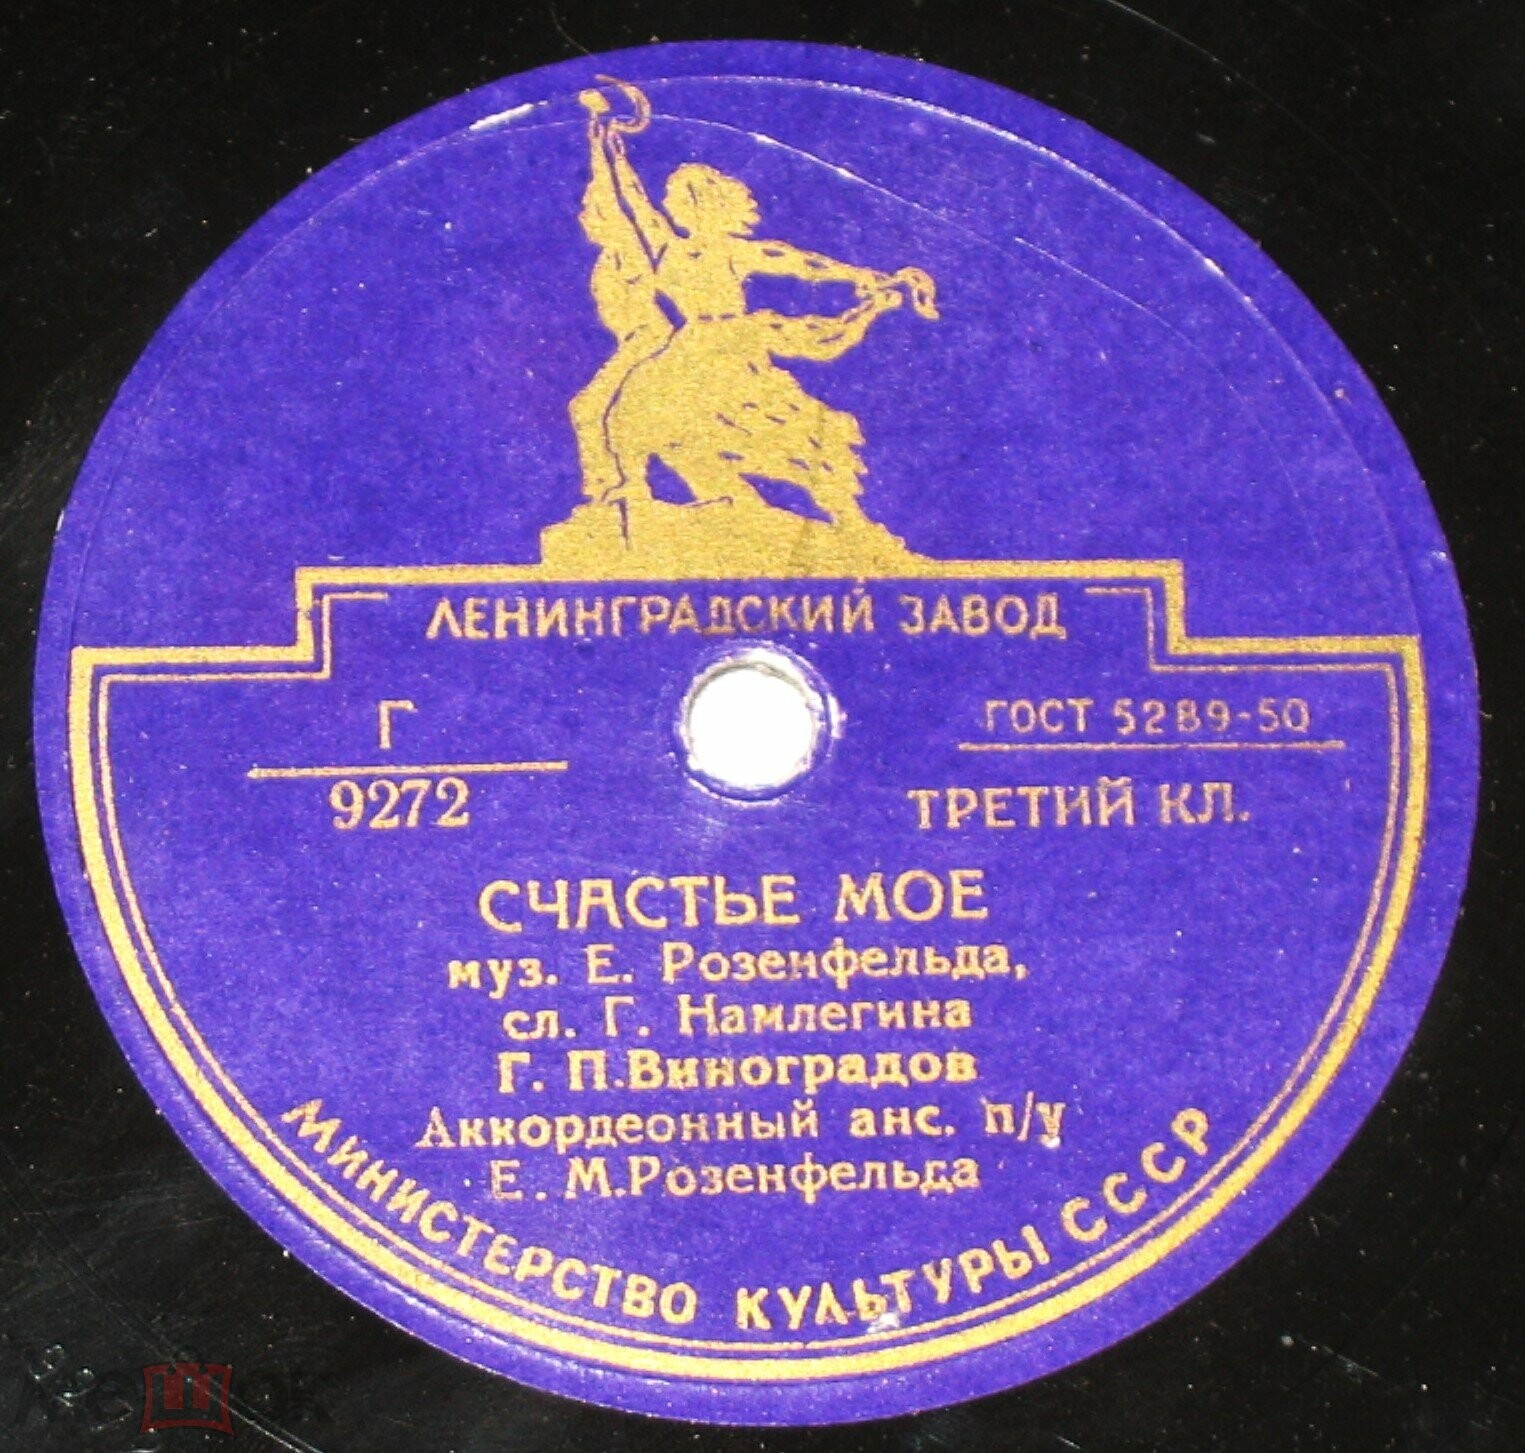 ЛЕНИНГРАДСКИЙ ЗАВОД
Г
9272
ГОСТ 5289-50
ТРЕТИЙ КЛ.
СЧАСТЬЕ МОЕ
муз. Е. Розенфельда,
сл. Г. Намлегина
Г. П.Виноградов
Аккордеонный анс. п/у
Е. М.Розенфельда
МИНИСТЕРСТВО КУЛЬТУРЫ СССР
Мешок